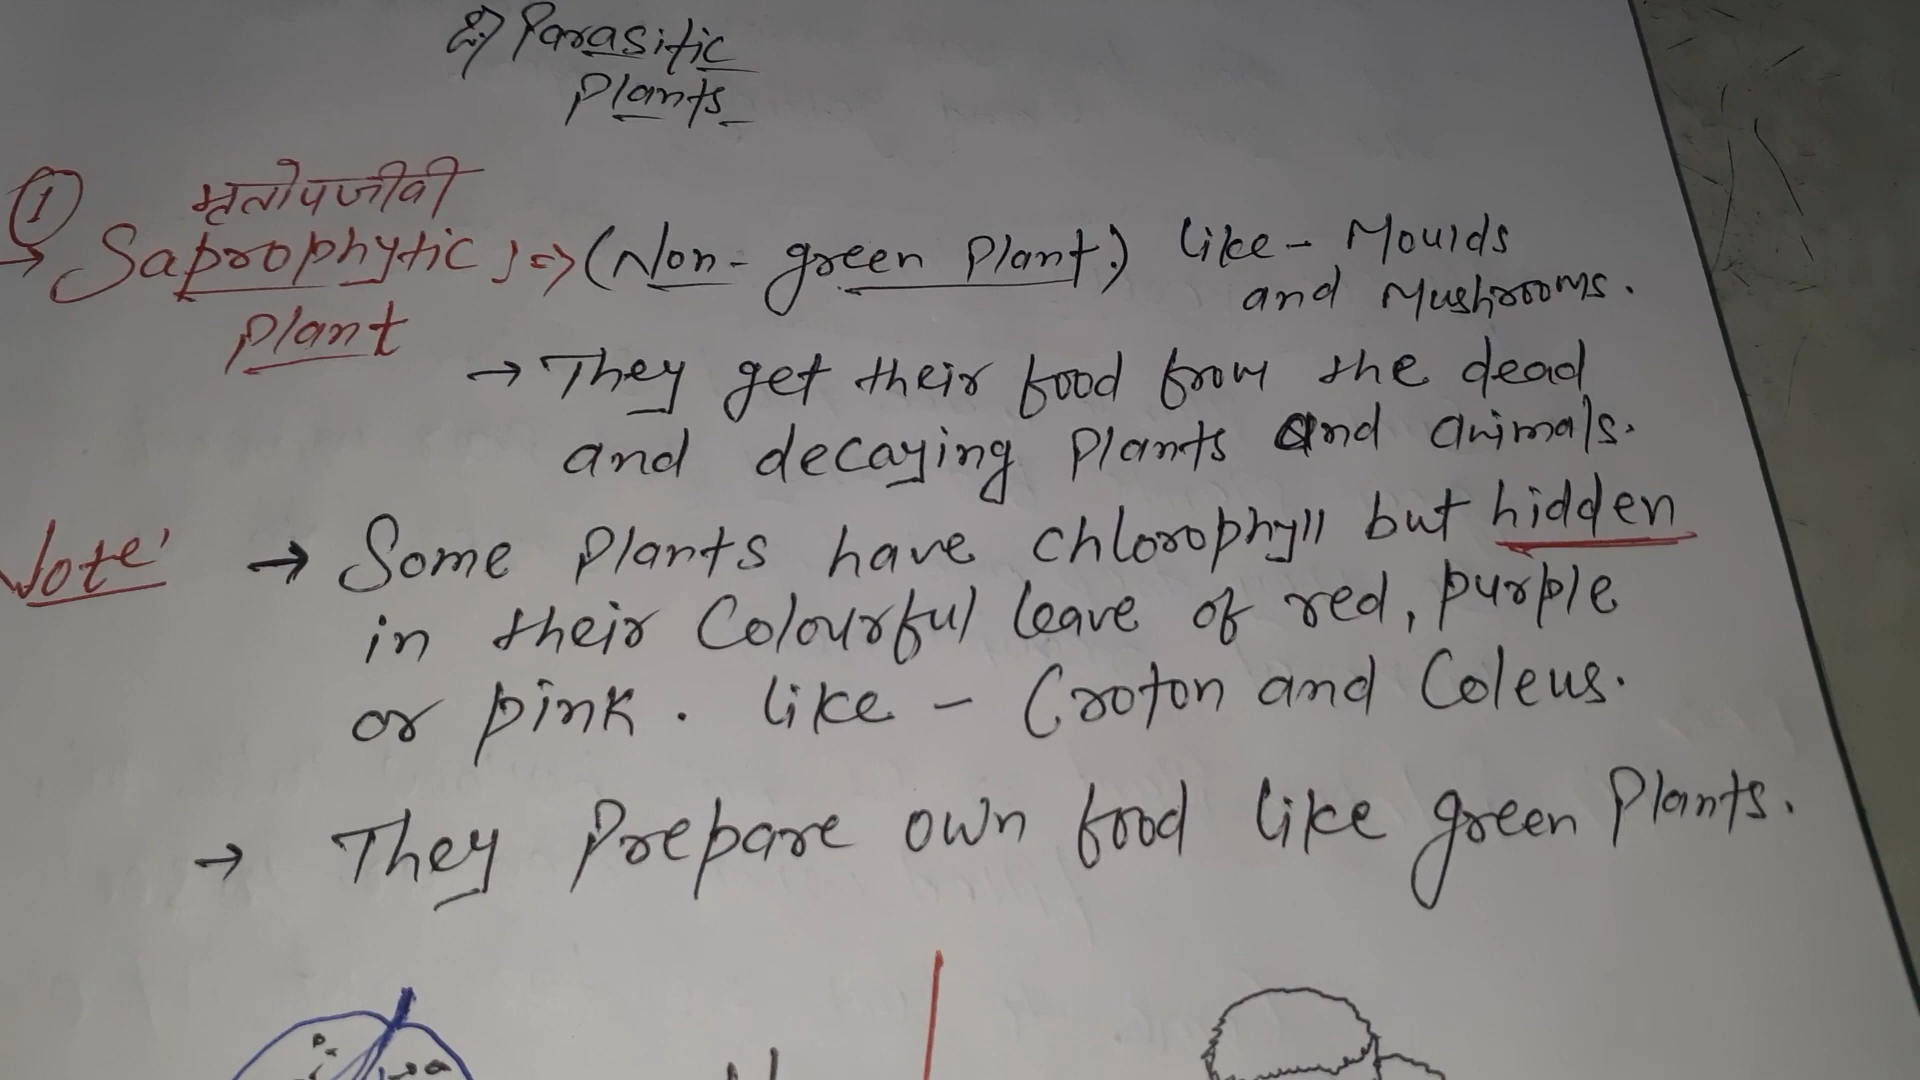 2) Parasitic
Plants
① मृतोपजीवी
Saprophytic ⇒ (Non-green Plant.) like - Moulds
and Mushrooms.
Plant
→ They get their food from the dead
and decaying Plants and animals.
Note' → Some Plants have chlorophyll but hidden
in their Colourful leave of red, purple
or pink. like - Croton and Coleus.
→ They Prepare own food like green Plants.